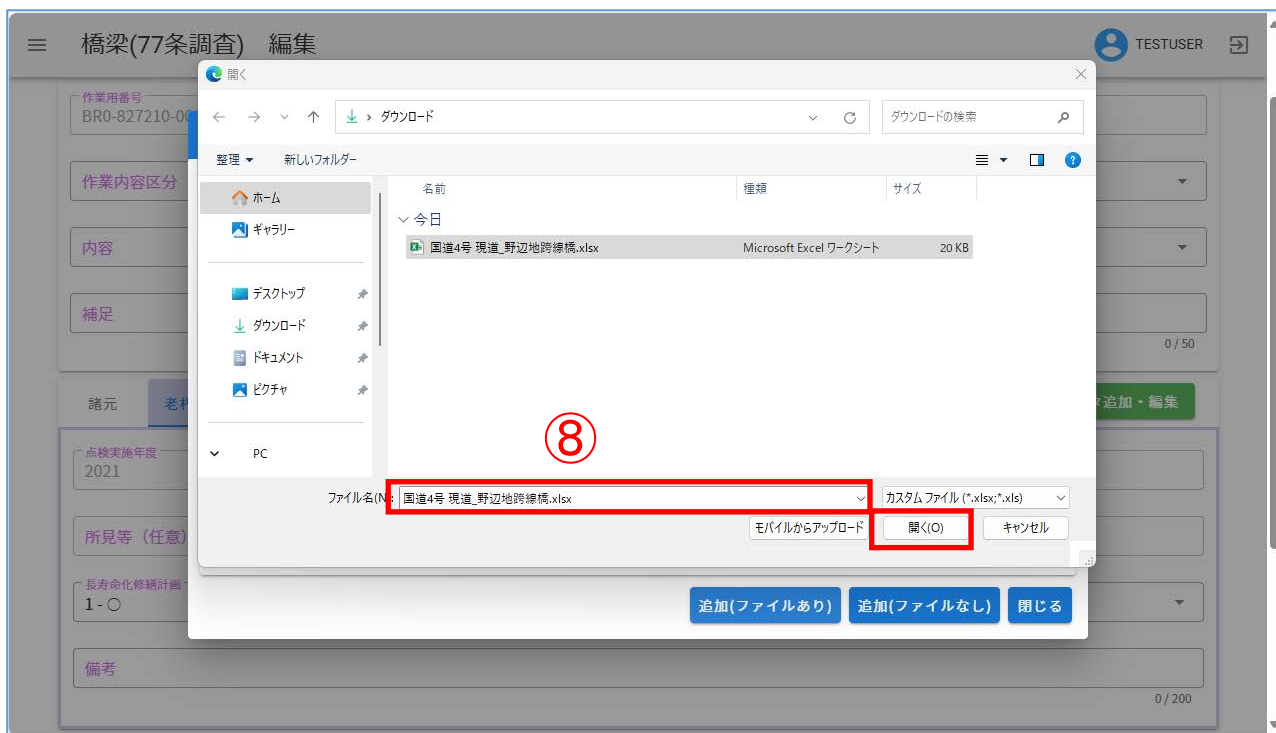 橋梁(77条調査) 編集
TESTUSER
開く
作業用番号
BR0-827210-0
ダウンロード
ダウンロードの検索
整理 新しいフォルダー
作業内容区分
ホーム
名前 種類 サイズ
今日
ギャラリー
国道4号 現道_野辺地跨線橋.xlsx Microsoft Excel ワークシート 20 KB
内容
デスクトップ
補足
ダウンロード
0 / 50
ドキュメント
ピクチャ
諸元
追加・編集
⑧
PC
点検実施年度
2021
ファイル名(N: 国道4号 現道_野辺地跨線橋.xlsx カスタム ファイル (*.xlsx;*.xls)
モバイルからアップロード 開く(O) キャンセル
所見等 (任意)
長寿命化修繕計画
1 - ○
追加(ファイルあり) 追加(ファイルなし) 閉じる
備考
0 / 200